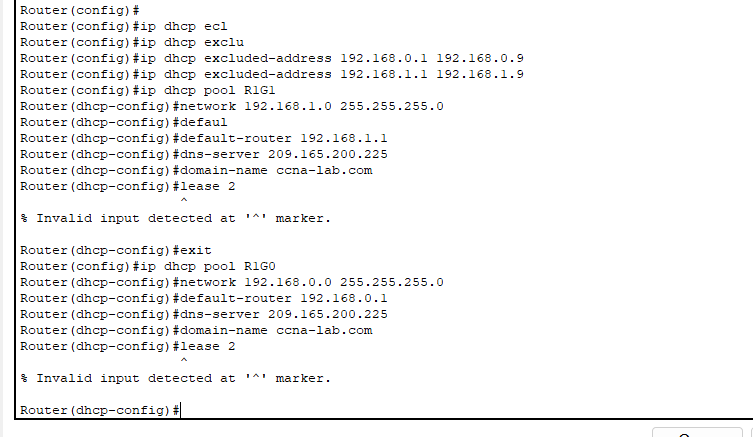 Router(config)#
Router(config)#ip dhcp ecl
Router(config)#ip dhcp exclu
Router(config)#ip dhcp excluded-address 192.168.0.1 192.168.0.9
Router(config)#ip dhcp excluded-address 192.168.1.1 192.168.1.9
Router(config)#ip dhcp pool R1G1
Router(dhcp-config)#network 192.168.1.0 255.255.255.0
Router(dhcp-config)#defaul
Router(dhcp-config)#default-router 192.168.1.1
Router(dhcp-config)#dns-server 209.165.200.225
Router(dhcp-config)#domain-name ccna-lab.com
Router(dhcp-config)#lease 2
^
% Invalid input detected at '^' marker.
Router(dhcp-config)#exit
Router(config)#ip dhcp pool R1G0
Router(dhcp-config)#network 192.168.0.0 255.255.255.0
Router(dhcp-config)#default-router 192.168.0.1
Router(dhcp-config)#dns-server 209.165.200.225
Router(dhcp-config)#domain-name ccna-lab.com
Router(dhcp-config)#lease 2
^
% Invalid input detected at '^' marker.
Router(dhcp-config)#